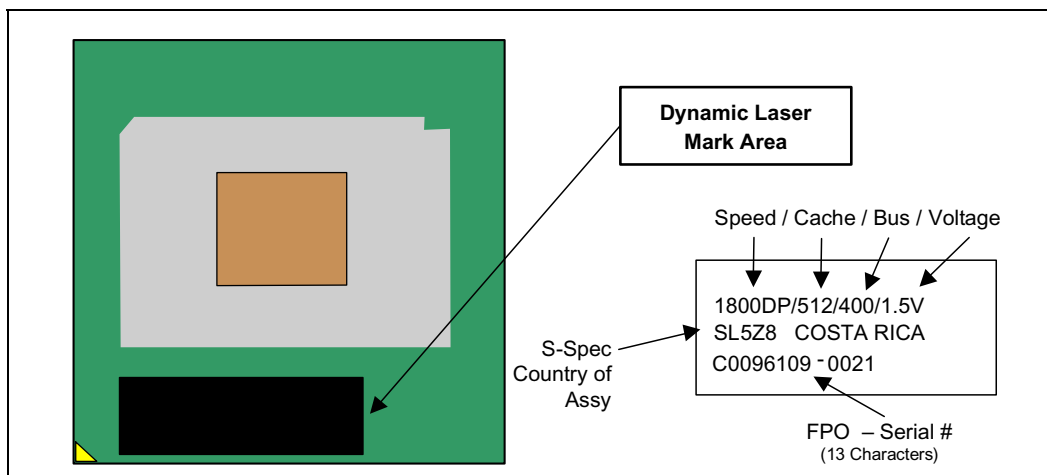 Dynamic Laser
Mark Area
Speed / Cache / Bus / Voltage
1800DP/512/400/1.5V
SL5Z8 COSTA RICA
C0096109 -0021
S-Spec
Country of
Assy
FPO – Serial #
(13 Characters)